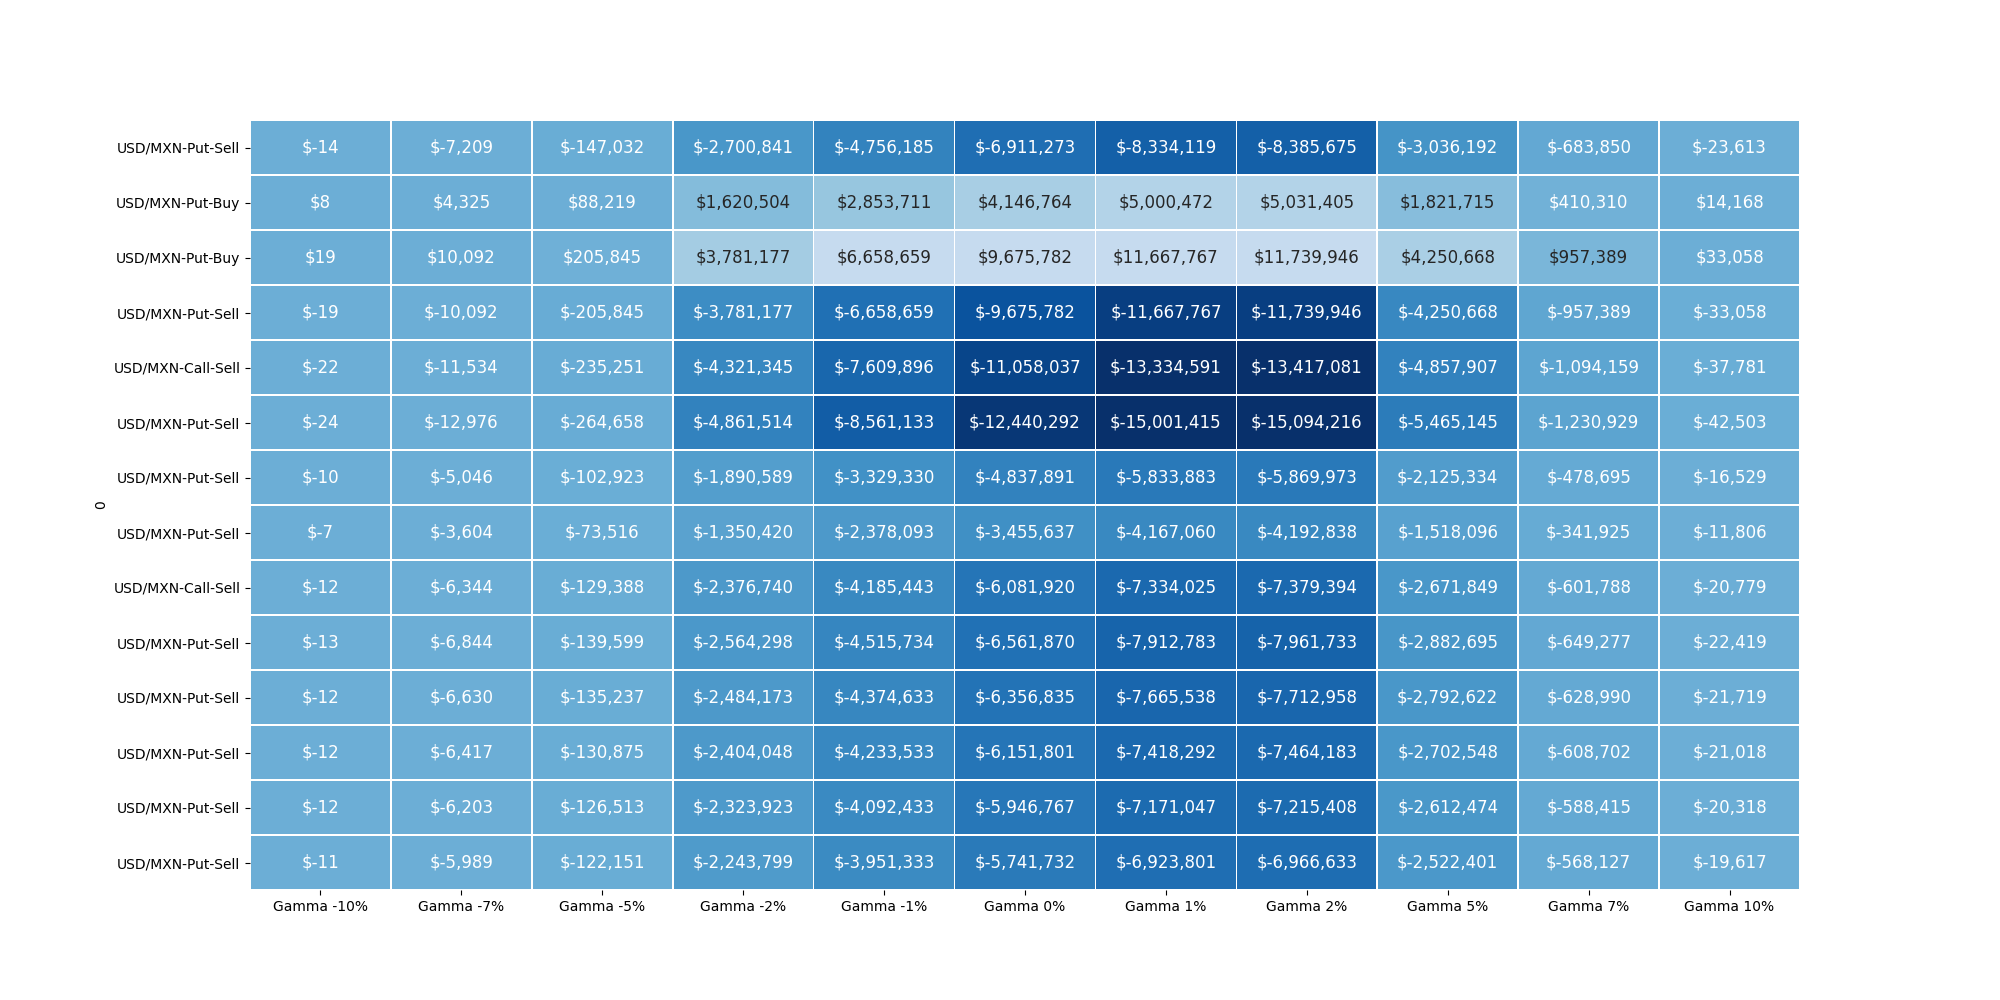 USD/MXN-Put-Sell $-14 $-7,209 $-147,032 $-2,700,841 $-4,756,185 $-6,911,273 $-8,334,119 $-8,385,675 $-3,036,192 $-683,850 $-23,613
USD/MXN-Put-Buy $8 $4,325 $88,219 $1,620,504 $2,853,711 $4,146,764 $5,000,472 $5,031,405 $1,821,715 $410,310 $14,168
USD/MXN-Put-Buy $19 $10,092 $205,845 $3,781,177 $6,658,659 $9,675,782 $11,667,767 $11,739,946 $4,250,668 $957,389 $33,058
USD/MXN-Put-Sell $-19 $-10,092 $-205,845 $-3,781,177 $-6,658,659 $-9,675,782 $-11,667,767 $-11,739,946 $-4,250,668 $-957,389 $-33,058
USD/MXN-Call-Sell $-22 $-11,534 $-235,251 $-4,321,345 $-7,609,896 $-11,058,037 $-13,334,591 $-13,417,081 $-4,857,907 $-1,094,159 $-37,781
USD/MXN-Put-Sell $-24 $-12,976 $-264,658 $-4,861,514 $-8,561,133 $-12,440,292 $-15,001,415 $-15,094,216 $-5,465,145 $-1,230,929 $-42,503
USD/MXN-Put-Sell $-10 $-5,046 $-102,923 $-1,890,589 $-3,329,330 $-4,837,891 $-5,833,883 $-5,869,973 $-2,125,334 $-478,695 $-16,529
0
USD/MXN-Put-Sell $-7 $-3,604 $-73,516 $-1,350,420 $-2,378,093 $-3,455,637 $-4,167,060 $-4,192,838 $-1,518,096 $-341,925 $-11,806
USD/MXN-Call-Sell $-12 $-6,344 $-129,388 $-2,376,740 $-4,185,443 $-6,081,920 $-7,334,025 $-7,379,394 $-2,671,849 $-601,788 $-20,779
USD/MXN-Put-Sell $-13 $-6,844 $-139,599 $-2,564,298 $-4,515,734 $-6,561,870 $-7,912,783 $-7,961,733 $-2,882,695 $-649,277 $-22,419
USD/MXN-Put-Sell $-12 $-6,630 $-135,237 $-2,484,173 $-4,374,633 $-6,356,835 $-7,665,538 $-7,712,958 $-2,792,622 $-628,990 $-21,719
USD/MXN-Put-Sell $-12 $-6,417 $-130,875 $-2,404,048 $-4,233,533 $-6,151,801 $-7,418,292 $-7,464,183 $-2,702,548 $-608,702 $-21,018
USD/MXN-Put-Sell $-12 $-6,203 $-126,513 $-2,323,923 $-4,092,433 $-5,946,767 $-7,171,047 $-7,215,408 $-2,612,474 $-588,415 $-20,318
USD/MXN-Put-Sell $-11 $-5,989 $-122,151 $-2,243,799 $-3,951,333 $-5,741,732 $-6,923,801 $-6,966,633 $-2,522,401 $-568,127 $-19,617
Gamma -10% Gamma -7% Gamma -5% Gamma -2% Gamma -1% Gamma 0% Gamma 1% Gamma 2% Gamma 5% Gamma 7% Gamma 10%